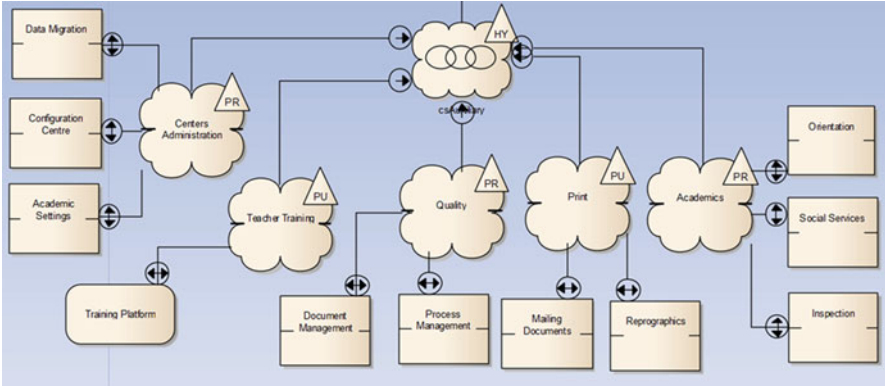 Data Migration
HY
PR
Centers
Administration
Configuration
Centre
Orientation
PU
PR
PU
PR
Academic
Settings
Teacher Training
Quality
Print
Academics
Social Services
Training Platform
Document
Management
Process
Management
Mailing
Documents
Reprographics
Inspection